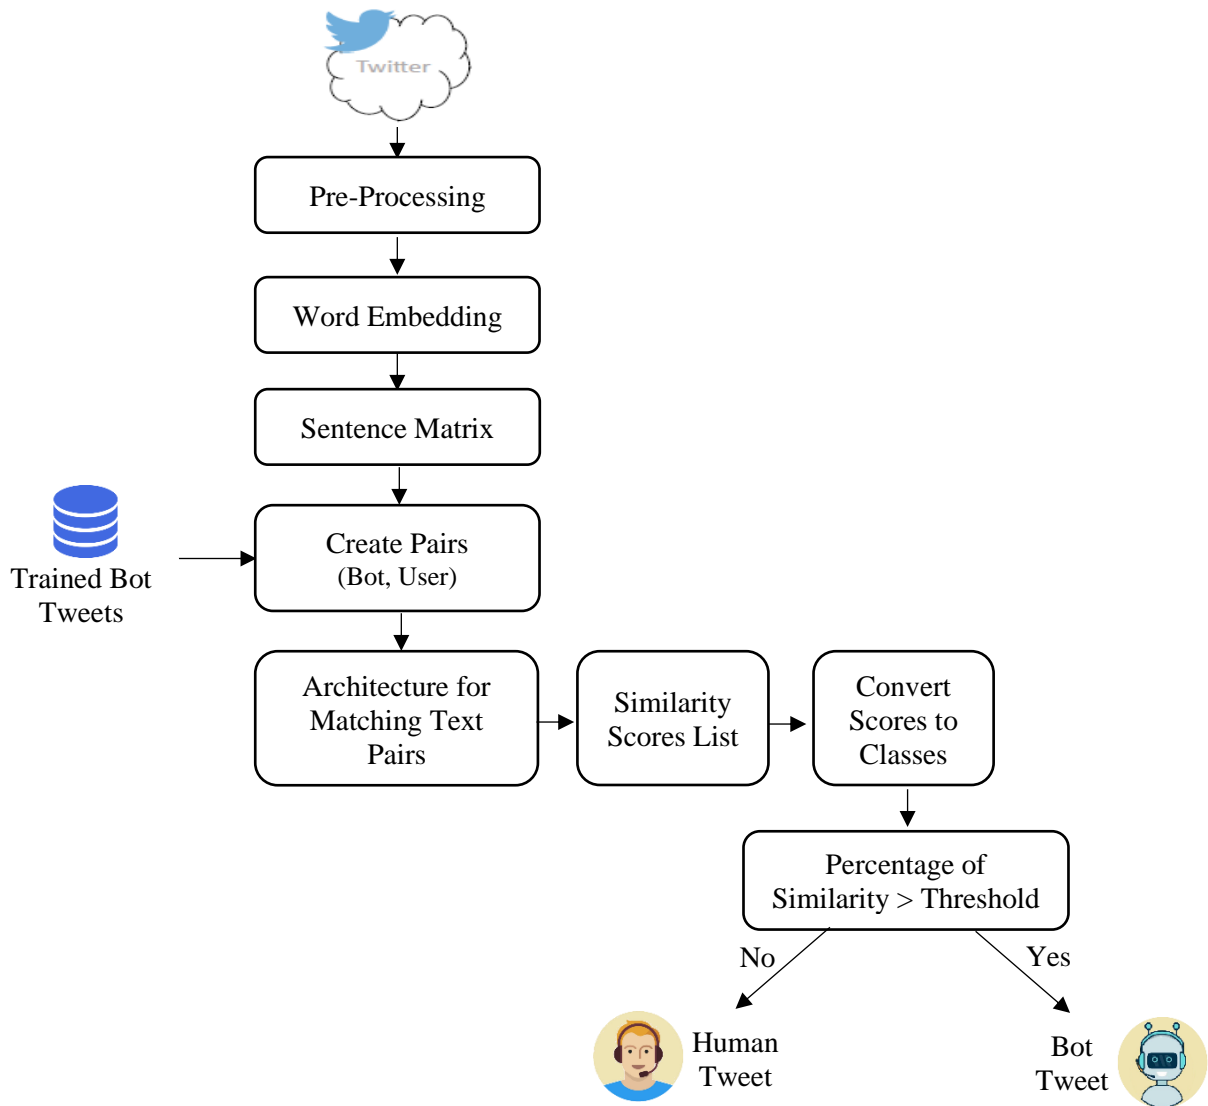 Twitter
Pre-Processing
Word Embedding
Sentence Matrix
Create Pairs
(Bot, User)
Trained Bot
Tweets
Architecture for
Matching Text
Pairs
Similarity
Scores List
Convert
Scores to
Classes
Percentage of
Similarity > Threshold
No
Yes
Human
Tweet
Bot
Tweet